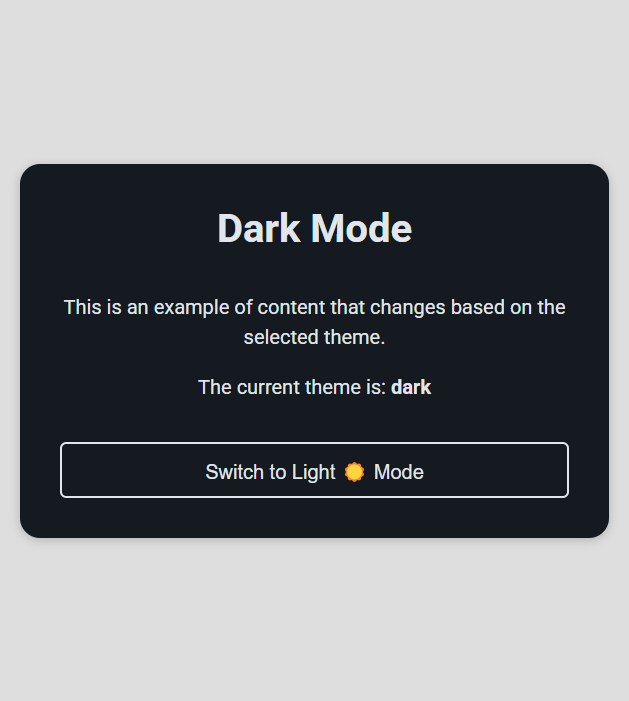 Dark Mode
This is an example of content that changes based on the
selected theme.
The current theme is: dark
Switch to Light ☀️ Mode